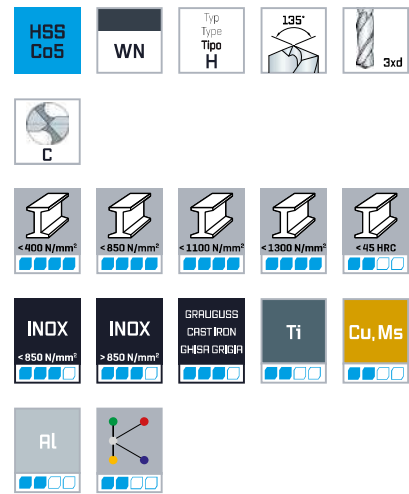 HSS
Co5
WN
Typ
Type
Tipo
H
135°
3xd
C
<400 N/mm²
<850 N/mm²
<1100 N/mm²
<1300 N/mm²
<45 HRC
INOX
<850 N/mm²
INOX
>850 N/mm²
GRAUGUSS
CAST IRON
GHISA GRIGIA
Ti
Cu, Ms
Al